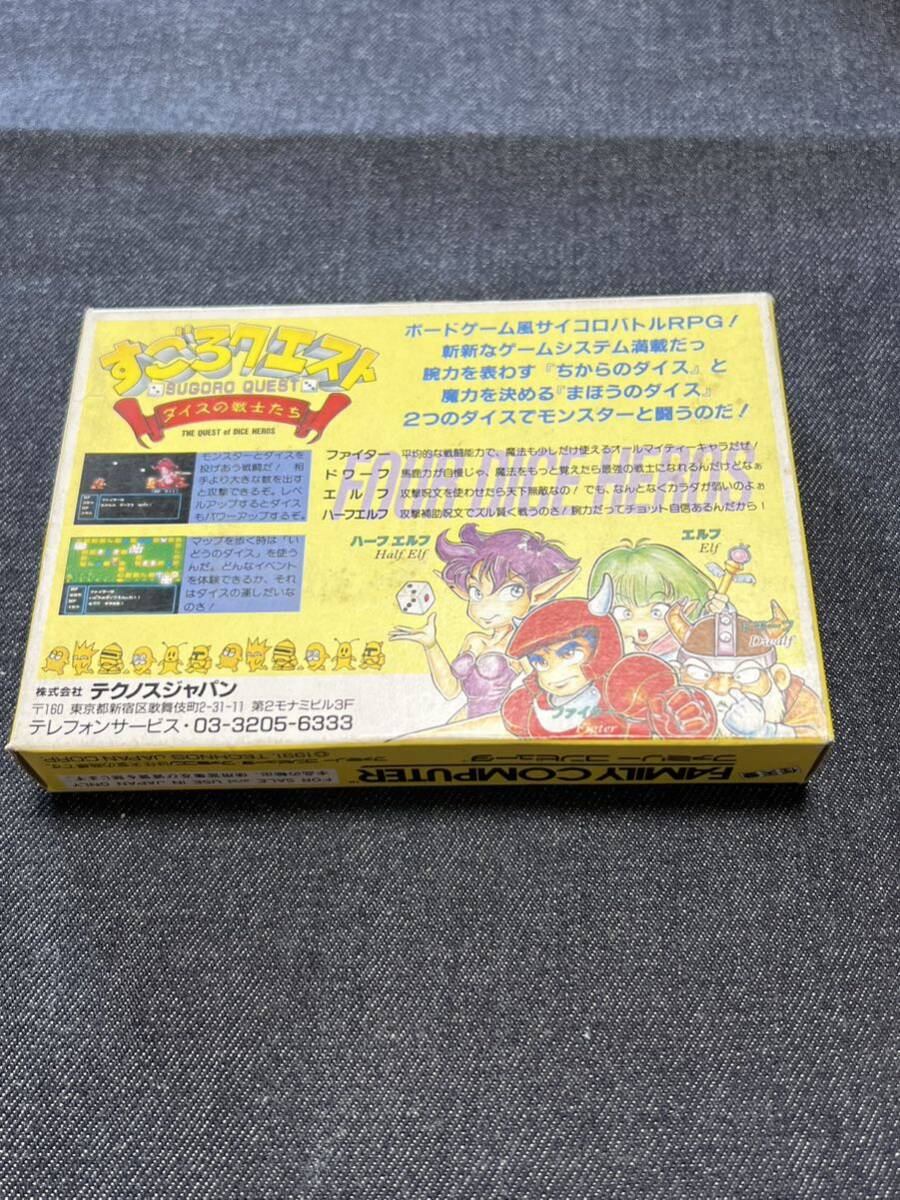 すごろクエスト
SUGORO QUEST
ダイスの戦士たち
THE QUEST of DICE HEROS
ボードゲーム風サイコロバトルRPG!
斬新なゲームシステム満載だっ
腕力を表わす『ちからのダイス』と
魔力を決める『まほうのダイス』
2つのダイスでモンスターと闘うのだ!
モンスターとダイスを
投げあう戦闘だ! 相
手より大きな数を出す
と攻撃できるぞ。レベ
ルアップするとダイス
もパワーアップするぞ。
マップを歩く時は「い
どうのダイス」を使う
んだ。どんなイベント
を体験できるか、それ
はダイスの運しだいな
のさ!
FOUR DICE HEROS
ファイター 平均的な戦闘能力で、魔法も少しだけ使えるオールマイティーキャラだぜ!
ドワーフ 馬鹿力が自慢じゃ、魔法をもっと覚えたら最強の戦士になれるんだけどなぁ
エルフ 攻撃呪文を使わせたら天下無敵なの! でも、なんとなくカラダが弱いのよぉ
ハーフエルフ 攻撃補助呪文でズル賢く戦うのさ! 腕力だってチョット自信あるんだから!
ハーフエルフ
Half Elf
エルフ
Elf
ドワーフ
ファイター
株式会社 テクノスジャパン
〒160 東京都新宿区歌舞伎町2-31-11 第2モナミビル3F
テレフォンサービス・03-3205-6333
FAMILY COMPUTER
ファミリー コンピュータ
©1991 TECHNOS JAPAN CORP.
FOR SALE and USE IN JAPAN ONLY